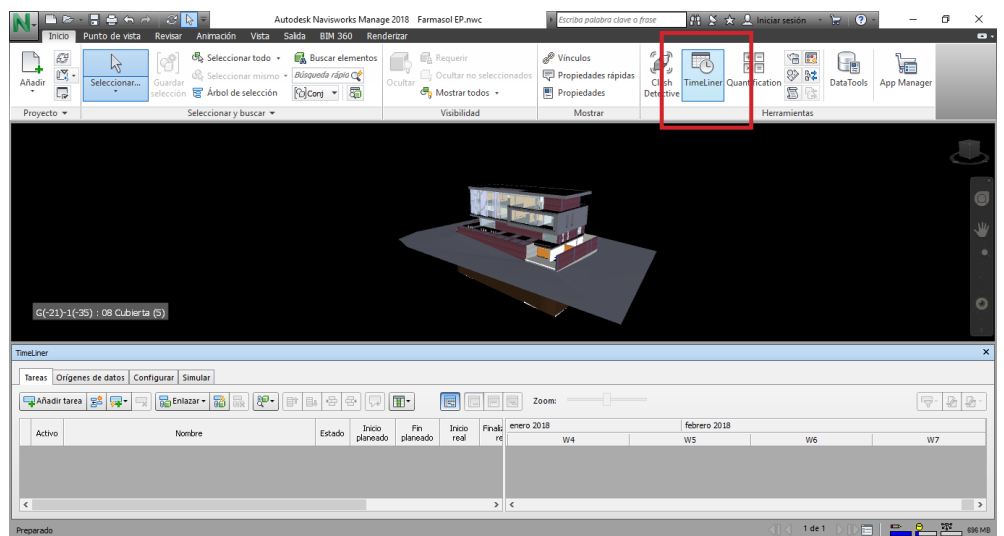 Autodesk Navisworks Manage 2018 Farmasol EP.nwc
Escriba palabra clave o frase
Iniciar sesión
Inicio Punto de vista Revisar Animación Vista Salida BIM 360 Renderizar
Añadir
Seleccionar...
Guardar selección
Seleccionar todo
Seleccionar mismo
Árbol de selección
Buscar elementos
Búsqueda rápid
Conj
Ocultar
Requerir
Ocultar no seleccionados
Mostrar todos
Vínculos
Propiedades rápidas
Propiedades
Clash Detective
TimeLiner
Quantification
DataTools
App Manager
Proyecto Seleccionar y buscar Visibilidad Mostrar Herramientas
G(-21)-1(-35) : 08 Cubierta (5)
TimeLiner
Tareas Orígenes de datos Configurar Simular
Añadir tarea Enlazar Zoom:
Activo Nombre Estado Inicio planeado Fin planeado Inicio real Finaliz re
enero 2018 febrero 2018
W4 W5 W6 W7
Preparado 1 de 1 696 MB